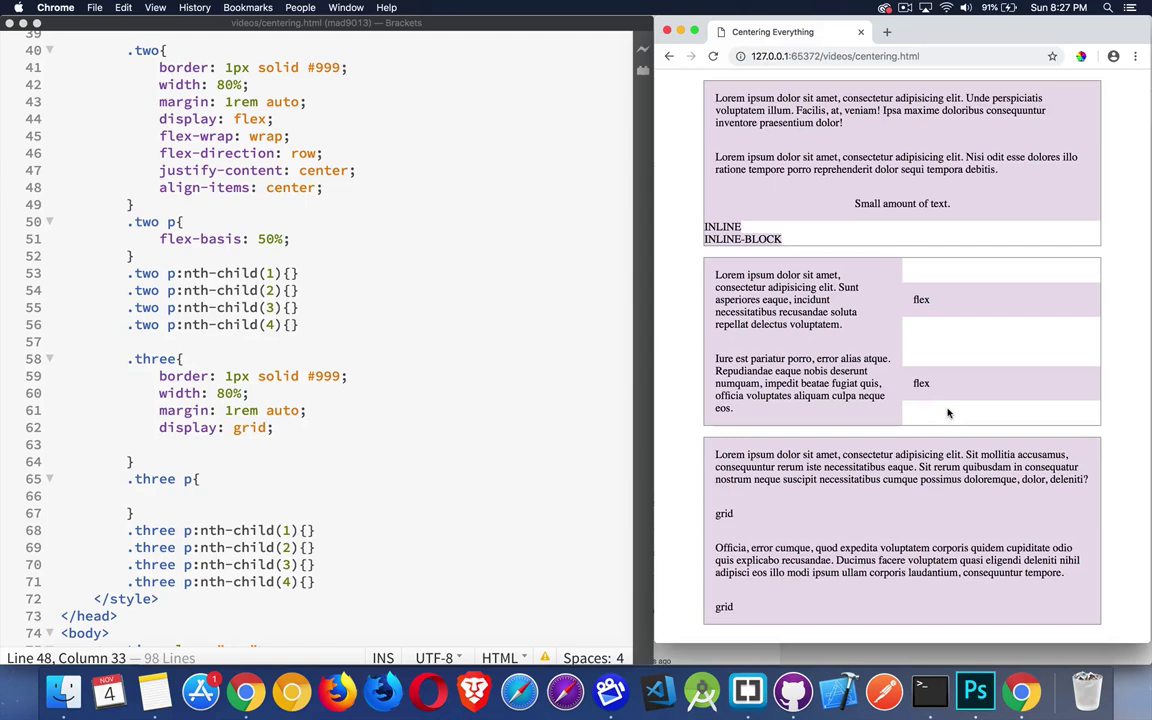 Chrome File Edit View History Bookmarks People Window Help
91% S 8:27 PM
videos/centering.html (mad9013) — Brackets
39
40 .two{
41 border: 1px solid #999;
42 width: 80%;
43 margin: 1rem auto;
44 display: flex;
45 flex-wrap: wrap;
46 flex-direction: row;
47 justify-content: center;
48 align-items: center;
49 }
50 .two p{
51 flex-basis: 50%;
52 }
53 .two p:nth-child(1){}
54 .two p:nth-child(2){}
55 .two p:nth-child(3){}
56 .two p:nth-child(4){}
57
58 .three{
59 border: 1px solid #999;
60 width: 80%;
61 margin: 1rem auto;
62 display: grid;
63
64 }
65 .three p{
66
67 }
68 .three p:nth-child(1){}
69 .three p:nth-child(2){}
70 .three p:nth-child(3){}
71 .three p:nth-child(4){}
72 </style>
73 </head>
74 <body>
Line 48, Column 33 — 98 Lines
INS UTF-8 HTML Spaces: 4
Centering Everything
127.0.0.1:65372/videos/centering.html
Lorem ipsum dolor sit amet, consectetur adipisicing elit. Unde perspiciatis
voluptatem illum. Facilis, at, veniam! Ipsa maxime doloribus consequuntur
inventore praesentium dolor!
Lorem ipsum dolor sit amet, consectetur adipisicing elit. Nisi odit esse dolores illo
ratione tempore porro reprehenderit dolor sequi tempora debitis.
Small amount of text.
INLINE
INLINE-BLOCK
Lorem ipsum dolor sit amet,
consectetur adipisicing elit. Sunt
asperiores eaque, incidunt
necessitatibus recusandae soluta
repellat delectus voluptatem.
flex
Iure est pariatur porro, error alias atque.
Repudiandae eaque nobis deserunt
numquam, impedit beatae fugiat quis,
officia voluptates aliquam culpa neque
eos.
flex
Lorem ipsum dolor sit amet, consectetur adipisicing elit. Sit mollitia accusamus,
consequuntur rerum iste necessitatibus eaque. Sit rerum quibusdam in consequatur
nostrum neque suscipit necessitatibus cumque possimus doloremque, dolor, deleniti?
grid
Officia, error cumque, quod expedita voluptatem corporis quidem cupiditate odio
quis explicabo recusandae. Ducimus facere voluptatem quasi eligendi deleniti nihil
adipisci eos illo modi ipsum ullam corporis laudantium, consequuntur tempore.
grid
s ago
NOV
4
1
Ps